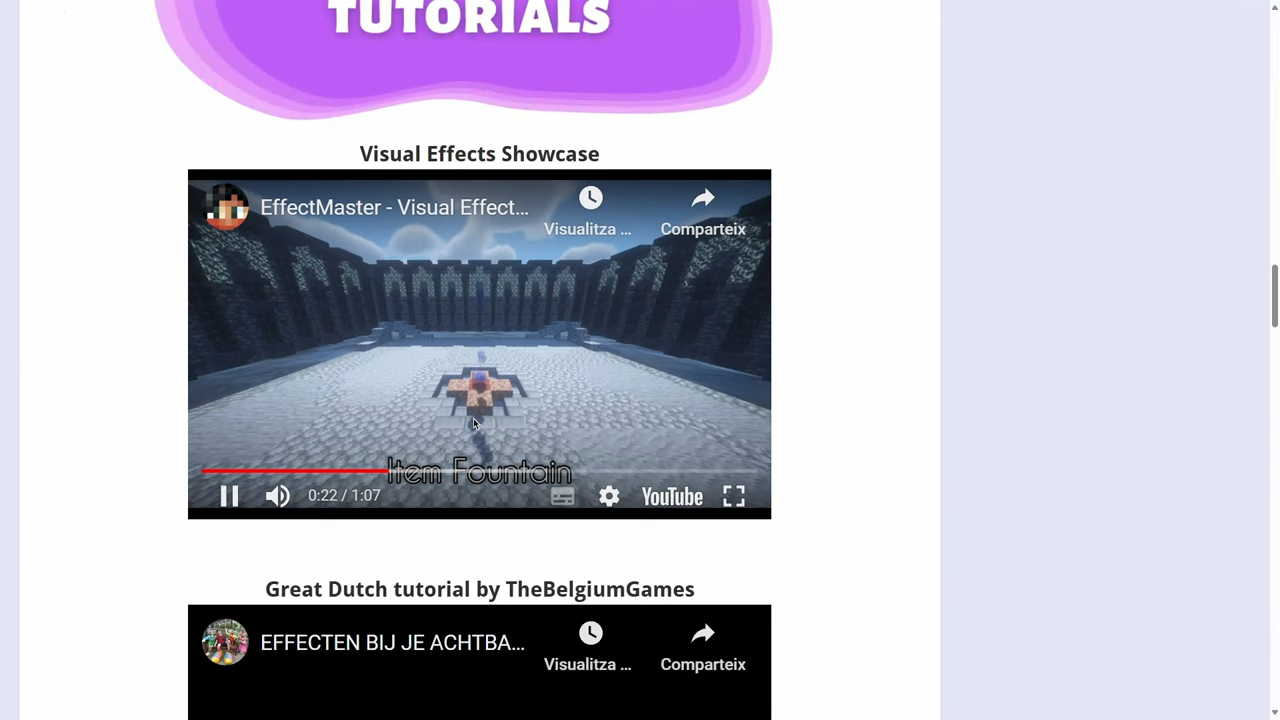 TUTORIALS
Visual Effects Showcase
EffectMaster - Visual Effect...
Visualitza ...
Comparteix
Item Fountain
0:22 / 1:07
YouTube
Great Dutch tutorial by TheBelgiumGames
EFFECTEN BIJ JE ACHTBA...
Visualitza ...
Comparteix